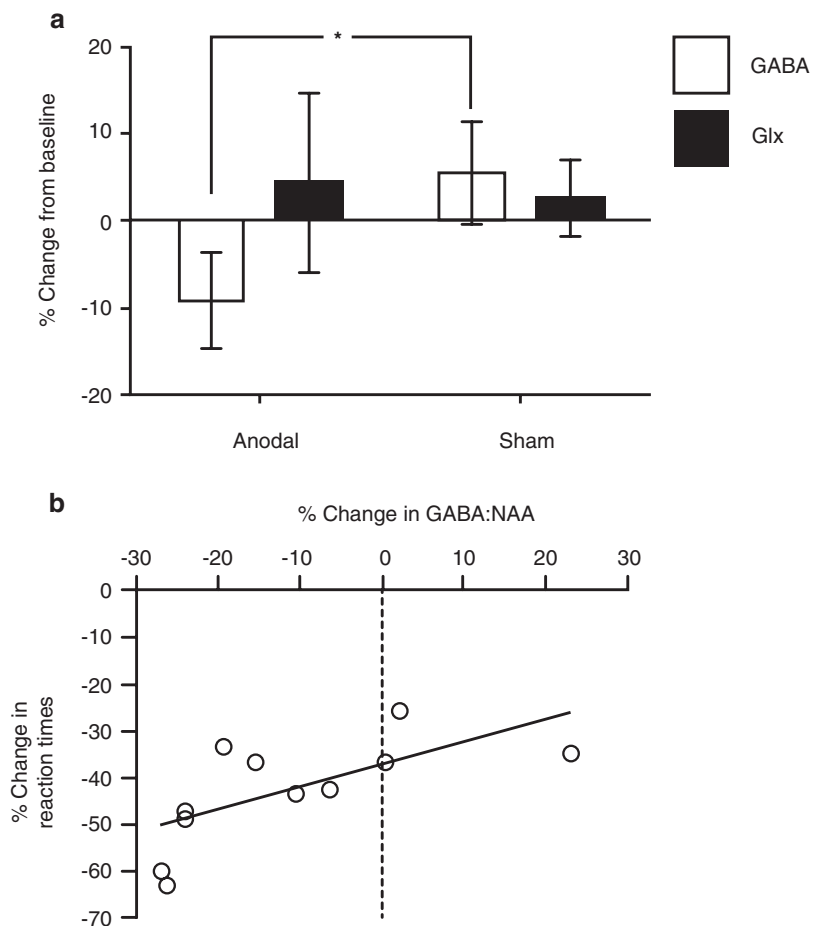 a
20
10
0
-10
-20
% Change from baseline
*
GABA
Glx
Anodal
Sham
b
% Change in GABA:NAA
-30 -20 -10 0 10 20 30
0
-10
-20
-30
-40
-50
-60
-70
% Change in
reaction times